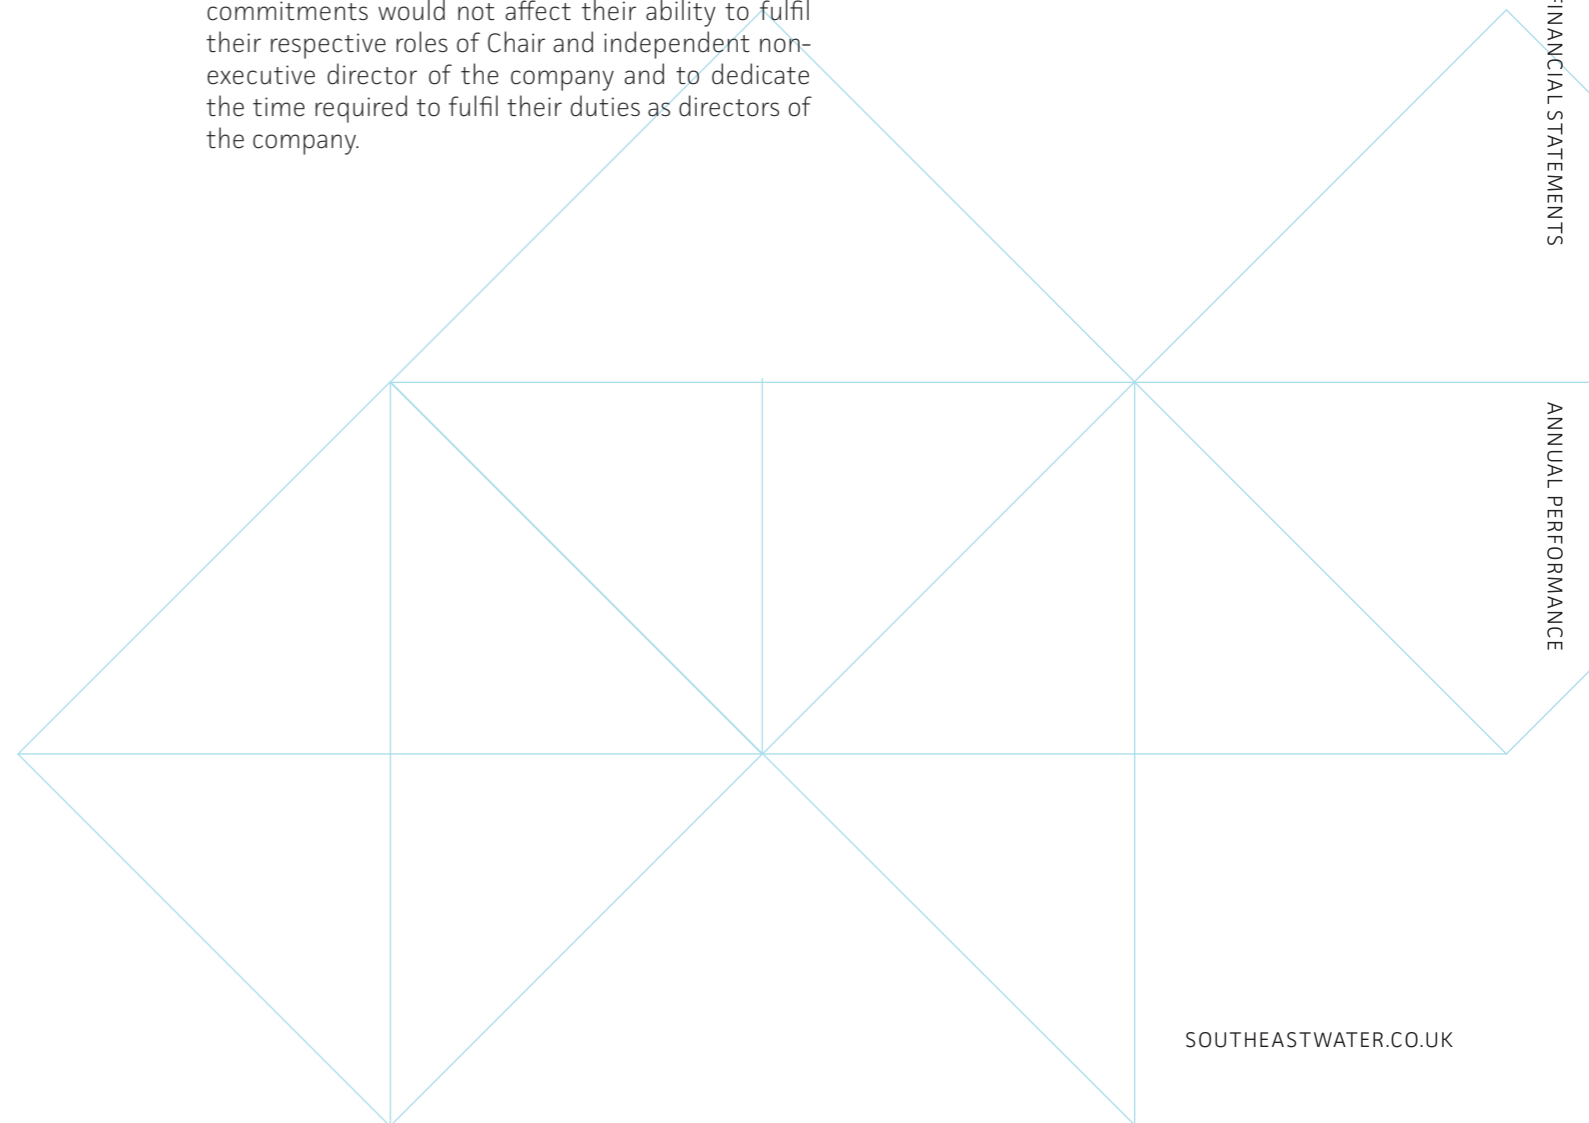 commitments would not affect their ability to fulfil
their respective roles of Chair and independent non-
executive director of the company and to dedicate
the time required to fulfil their duties as directors of
the company.
FINANCIAL STATEMENTS
ANNUAL PERFORMANCE
SOUTHEASTWATER.CO.UK